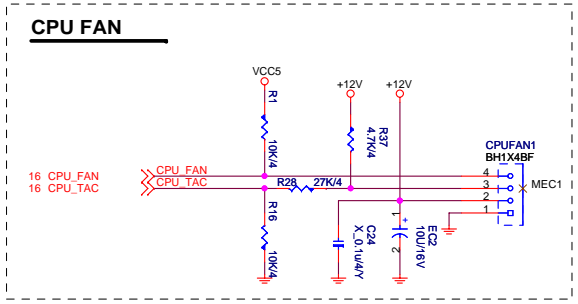 CPU FAN
VCC5
+12V
+12V
R1
10K/4
R37
4.7K/4
CPUFAN1
BH1X4BF
16 CPU_FAN
CPU_FAN
4
16 CPU_TAC
CPU_TAC
R28
27K/4
3
MEC1
2
1
R16
10K/4
C24
X_0.1u/4/Y
1
+
2
EC2
10U/16V